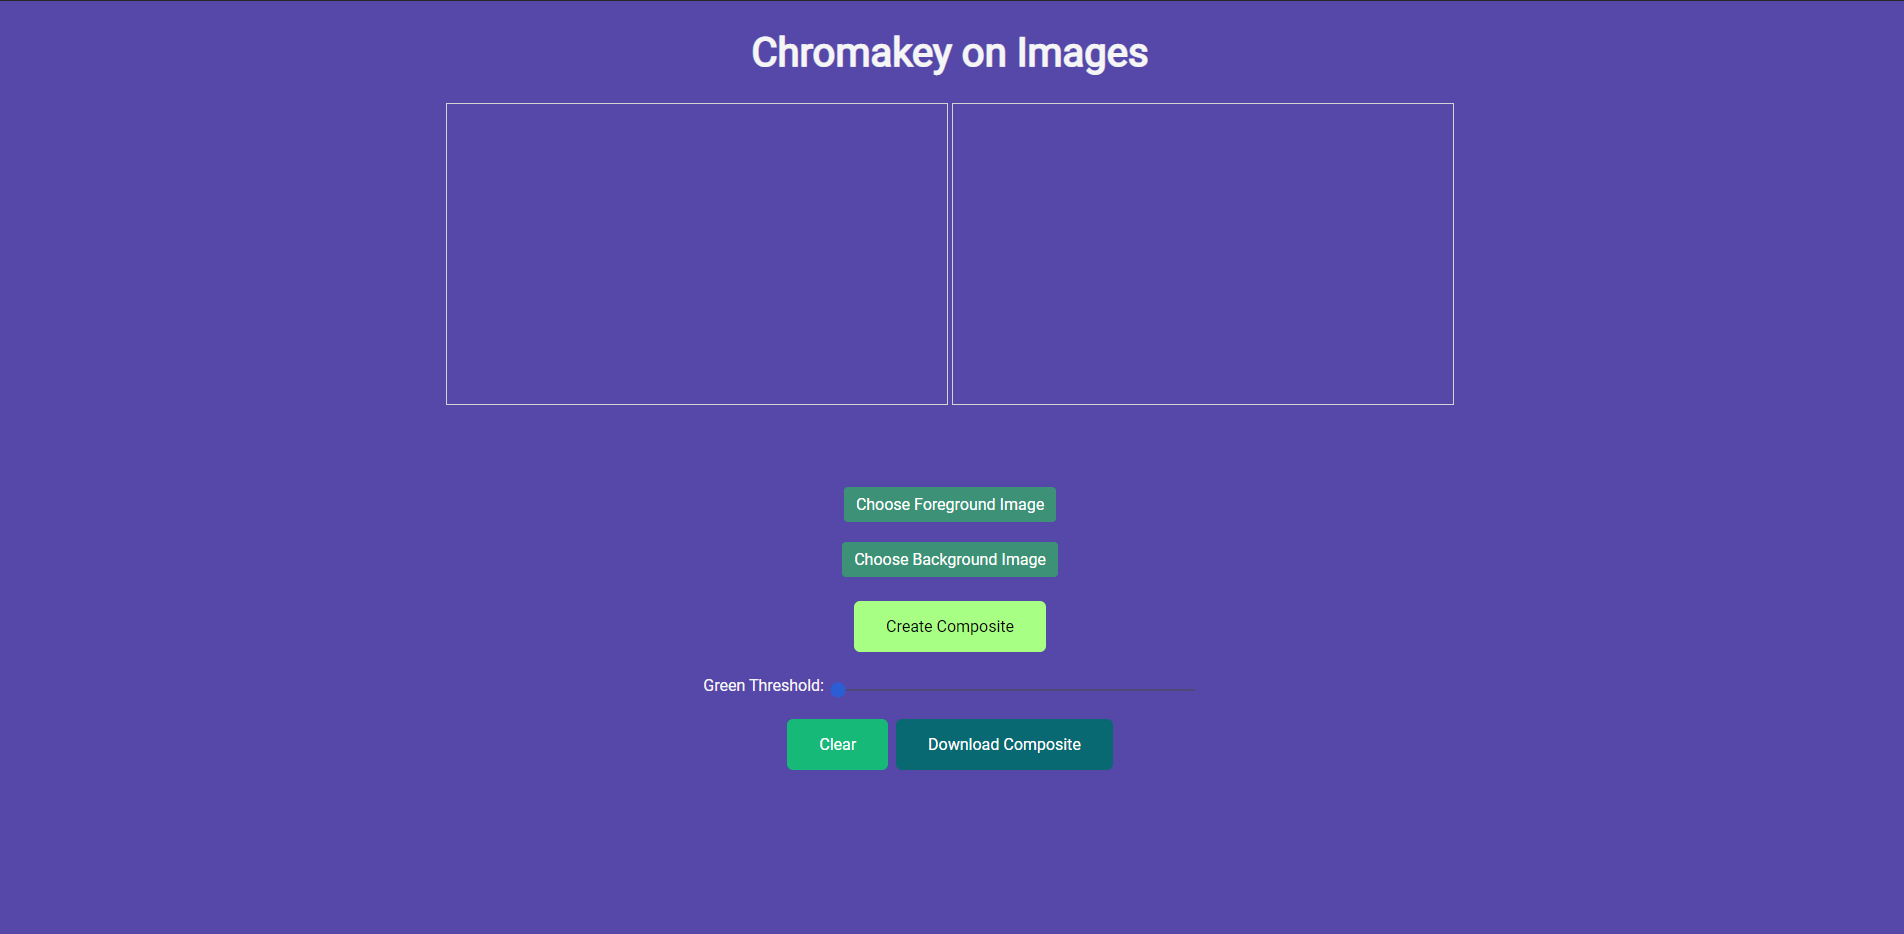 Chromakey on Images
Choose Foreground Image
Choose Background Image
Create Composite
Green Threshold:
Clear
Download Composite